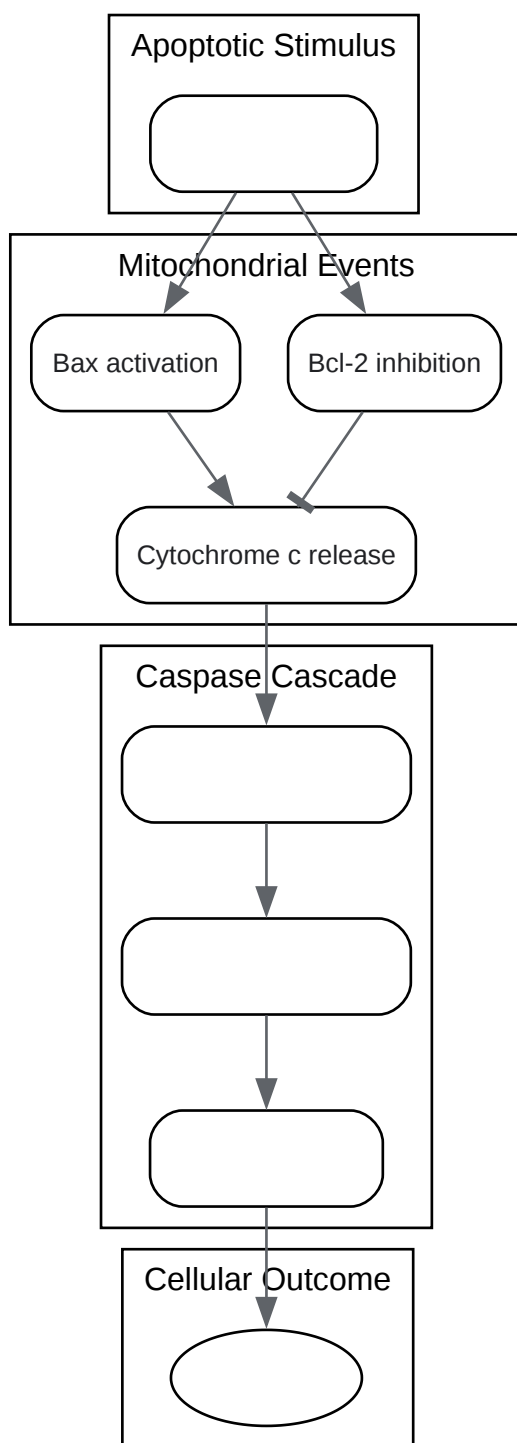 Apoptotic Stimulus
Mitochondrial Events
Bax activation
Bcl-2 inhibition
Cytochrome c release
Caspase Cascade
Cellular Outcome